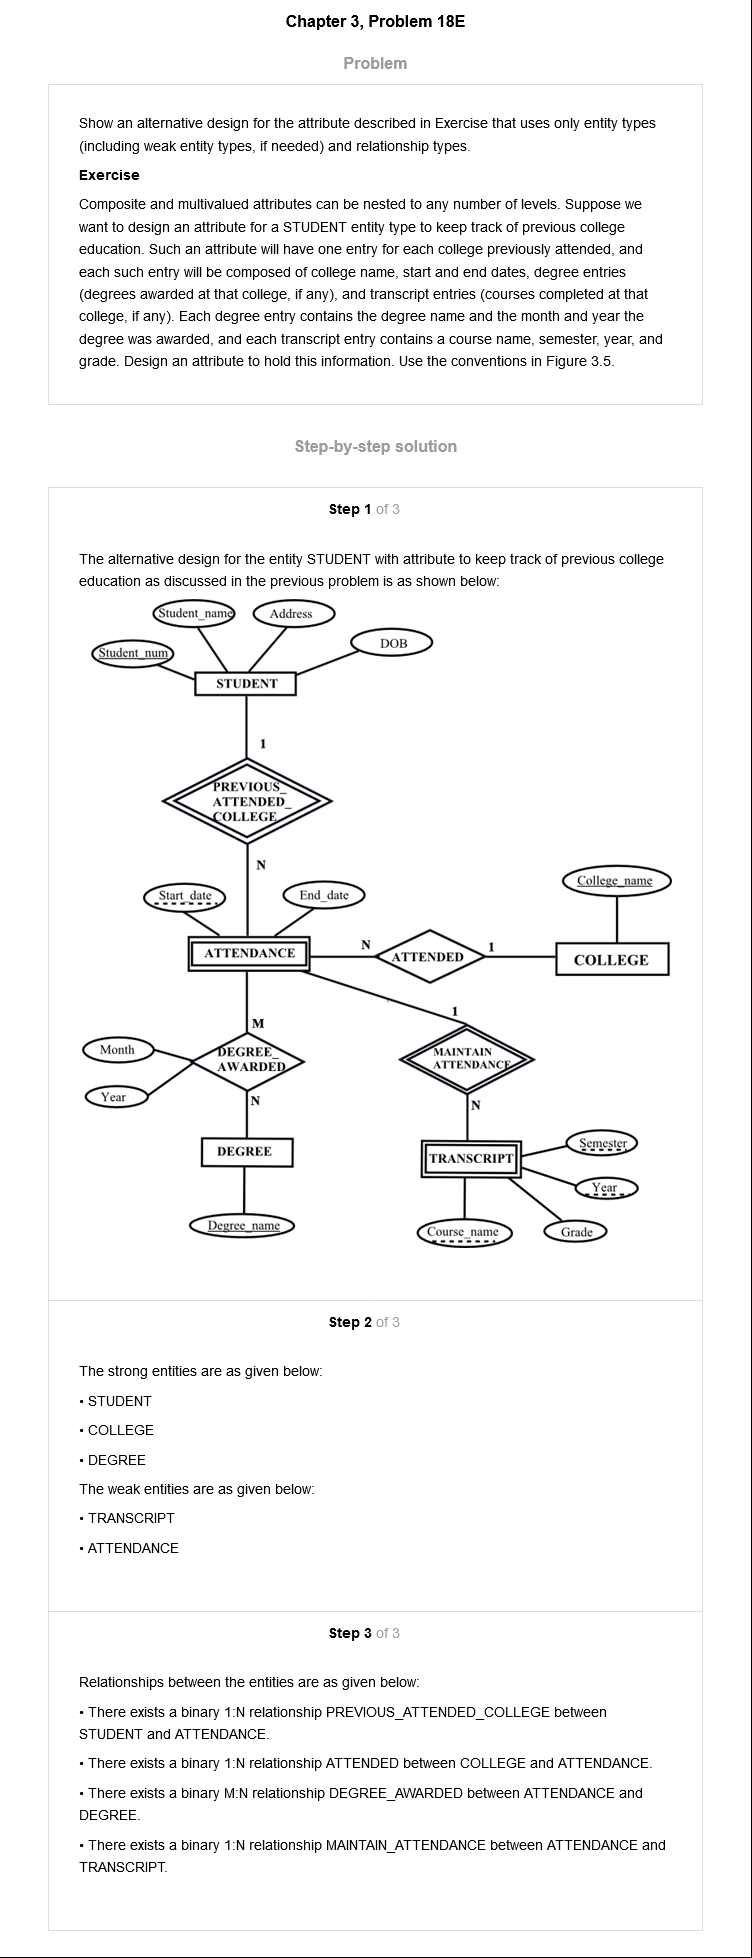 Chapter 3, Problem 18E
Problem
Show an alternative design for the attribute described in Exercise that uses only entity types
(including weak entity types, if needed) and relationship types.
Exercise
Composite and multivalued attributes can be nested to any number of levels. Suppose we
want to design an attribute for a STUDENT entity type to keep track of previous college
education. Such an attribute will have one entry for each college previously attended, and
each such entry will be composed of college name, start and end dates, degree entries
(degrees awarded at that college, if any), and transcript entries (courses completed at that
college, if any). Each degree entry contains the degree name and the month and year the
degree was awarded, and each transcript entry contains a course name, semester, year, and
grade. Design an attribute to hold this information. Use the conventions in Figure 3.5.
Step-by-step solution
Step 1 of 3
The alternative design for the entity STUDENT with attribute to keep track of previous college
education as discussed in the previous problem is as shown below:
Student_name
Address
DOB
Student_num
STUDENT
1
PREVIOUS_
ATTENDED_
COLLEGE
N
College_name
Start_date
End_date
N
1
ATTENDANCE
ATTENDED
COLLEGE
1
M
Month
DEGREE_
AWARDED
MAINTAIN
ATTENDANCE
Year
N
N
Semester
DEGREE
TRANSCRIPT
Year
Degree_name
Course_name
Grade
Step 2 of 3
The strong entities are as given below:
• STUDENT
• COLLEGE
• DEGREE
The weak entities are as given below:
• TRANSCRIPT
• ATTENDANCE
Step 3 of 3
Relationships between the entities are as given below:
• There exists a binary 1:N relationship PREVIOUS_ATTENDED_COLLEGE between
STUDENT and ATTENDANCE.
• There exists a binary 1:N relationship ATTENDED between COLLEGE and ATTENDANCE.
• There exists a binary M:N relationship DEGREE_AWARDED between ATTENDANCE and
DEGREE.
• There exists a binary 1:N relationship MAINTAIN_ATTENDANCE between ATTENDANCE and
TRANSCRIPT.